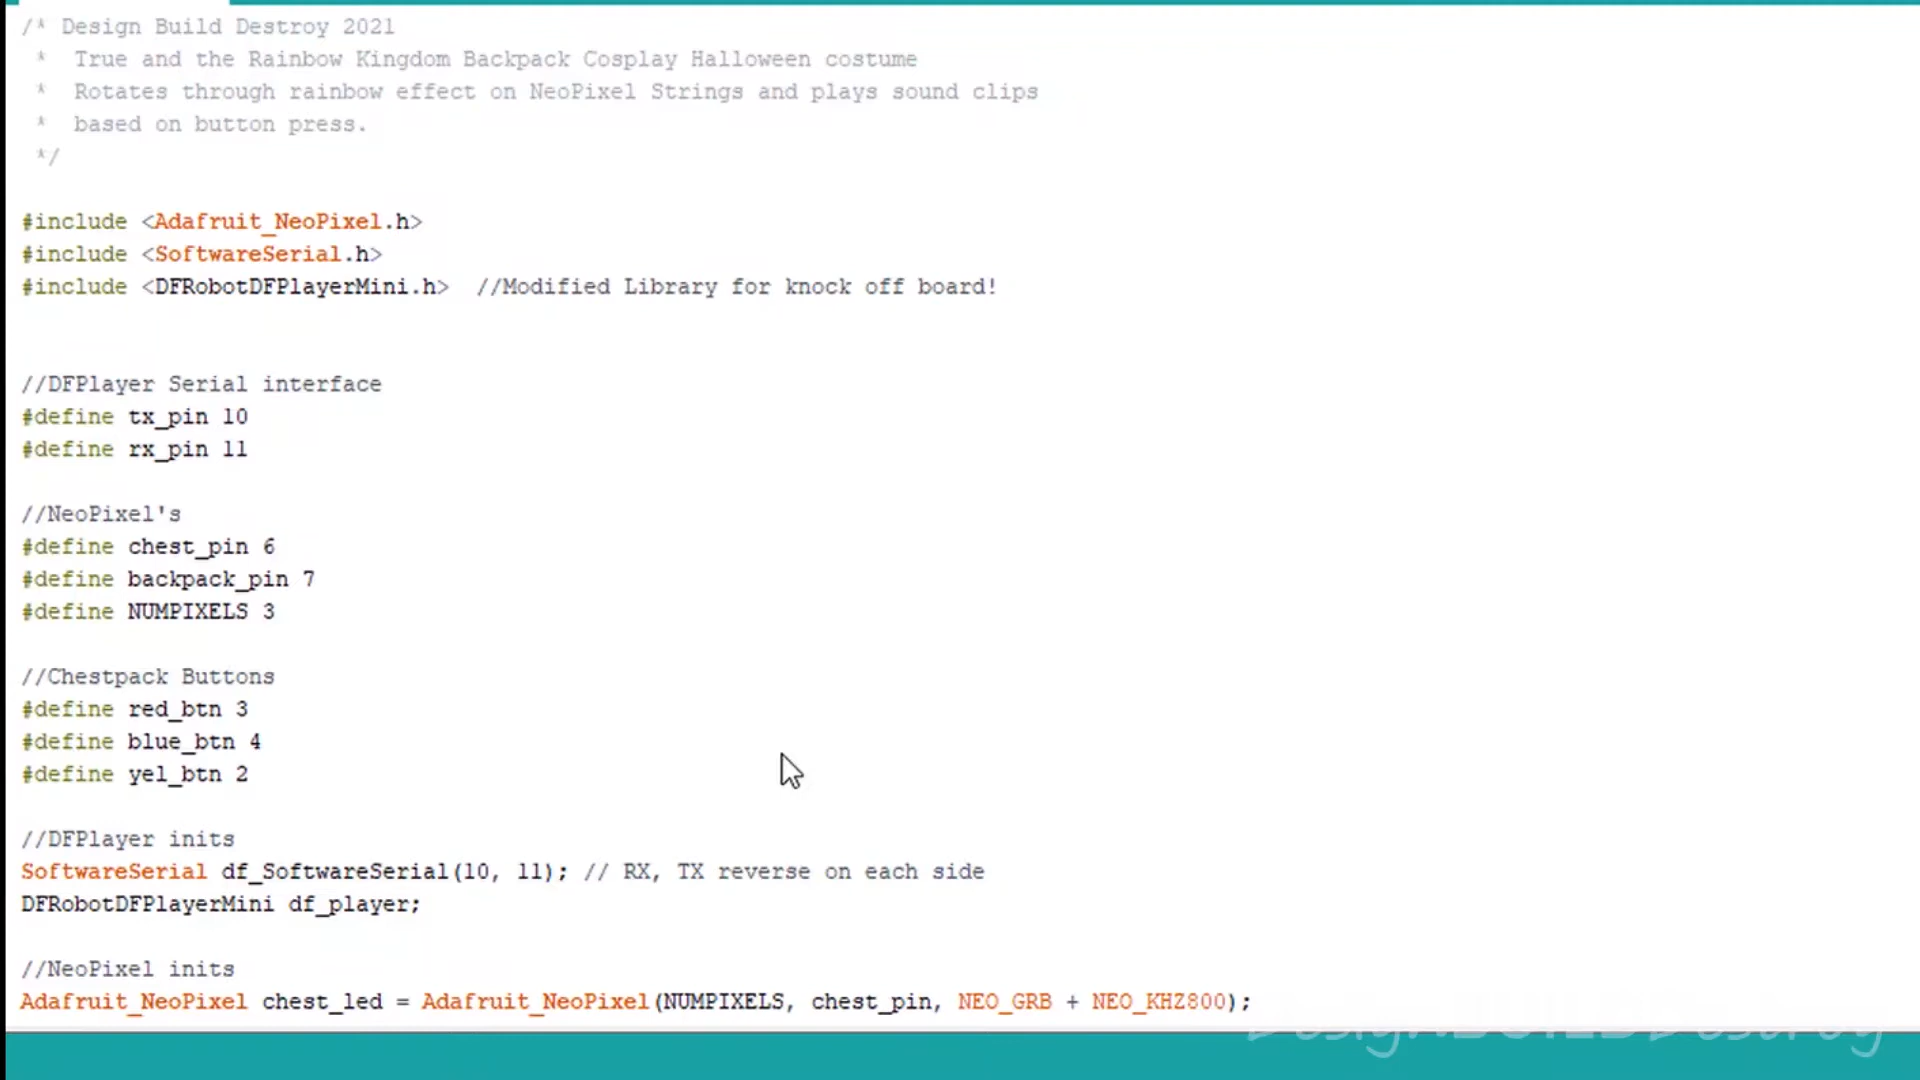 /* Design Build Destroy 2021
 *  True and the Rainbow Kingdom Backpack Cosplay Halloween costume
 *  Rotates through rainbow effect on NeoPixel Strings and plays sound clips
 *  based on button press.
 */
#include <Adafruit_NeoPixel.h>
#include <SoftwareSerial.h>
#include <DFRobotDFPlayerMini.h>  //Modified Library for knock off board!
//DFPlayer Serial interface
#define tx_pin 10
#define rx_pin 11
//NeoPixel's
#define chest_pin 6
#define backpack_pin 7
#define NUMPIXELS 3
//Chestpack Buttons
#define red_btn 3
#define blue_btn 4
#define yel_btn 2
//DFPlayer inits
SoftwareSerial df_SoftwareSerial(10, 11); // RX, TX reverse on each side
DFRobotDFPlayerMini df_player;
//NeoPixel inits
Adafruit_NeoPixel chest_led = Adafruit_NeoPixel(NUMPIXELS, chest_pin, NEO_GRB + NEO_KHZ800);
DesignBUILDDestroy